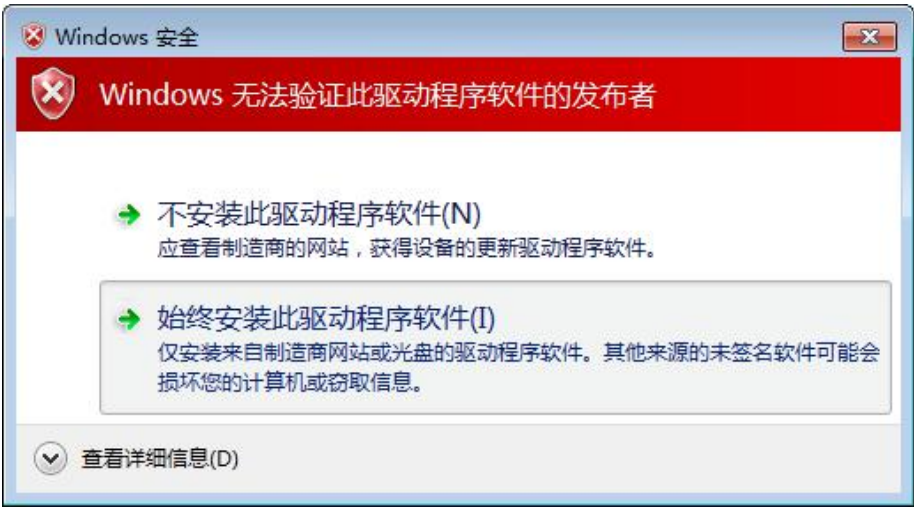 Windows 安全
Windows 无法验证此驱动程序软件的发布者
不安装此驱动程序软件(N)
应查看制造商的网站，获得设备的更新驱动程序软件。
始终安装此驱动程序软件(I)
仅安装来自制造商网站或光盘的驱动程序软件。其他来源的未签名软件可能会
损坏您的计算机或窃取信息。
查看详细信息(D)